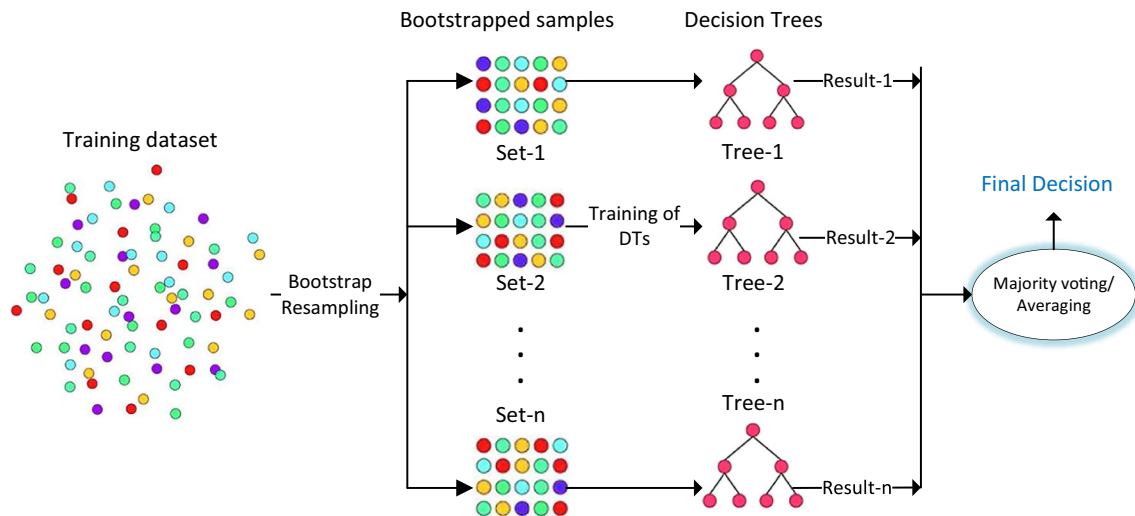 Bootstrapped samples
Decision Trees
Training dataset
Bootstrap
Resampling
Set-1
Tree-1
Result-1
Training of
DTs
Set-2
Tree-2
Result-2
Set-n
Tree-n
Result-n
Majority voting/
Averaging
Final Decision